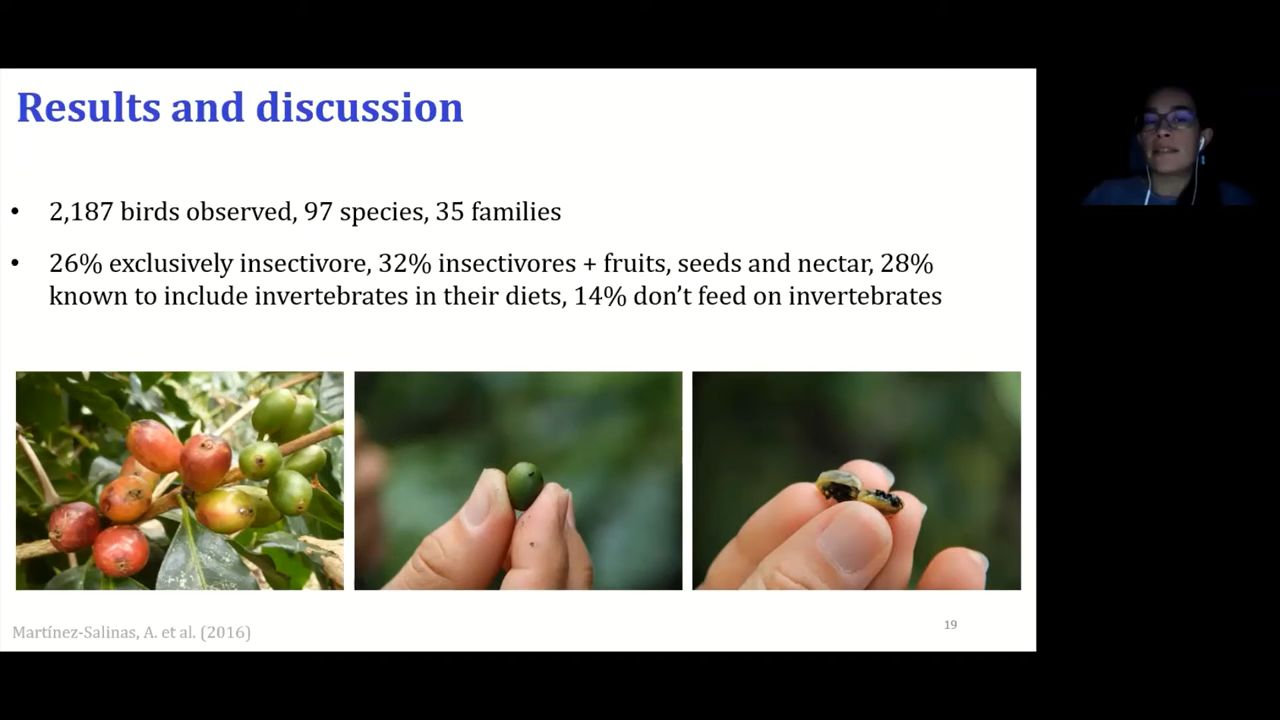 Results and discussion
• 2,187 birds observed, 97 species, 35 families
• 26% exclusively insectivore, 32% insectivores + fruits, seeds and nectar, 28%
known to include invertebrates in their diets, 14% don’t feed on invertebrates
Martínez-Salinas, A. et al. (2016)
19